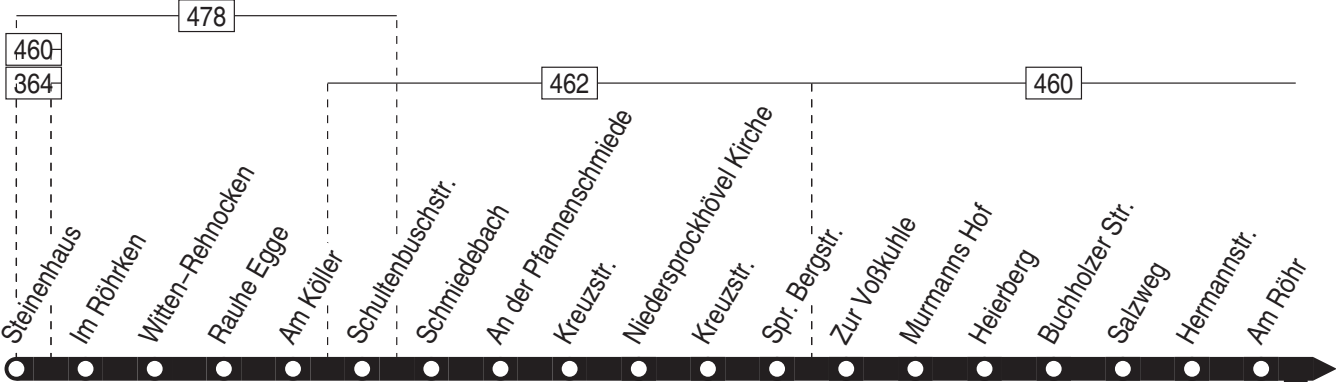 478
460
364
462
460
Steinenhaus
Im Röhrken
Witten–Rehnocken
Rauhe Egge
Am Köller
Schultenbuschstr.
Schmiedebach
An der Pfannenschmiede
Kreuzstr.
Niedersprockhövel Kirche
Kreuzstr.
Spr. Bergstr.
Zur Voßkuhle
Murmanns Hof
Heierberg
Buchholzer Str.
Salzweg
Hermannstr.
Am Röhr